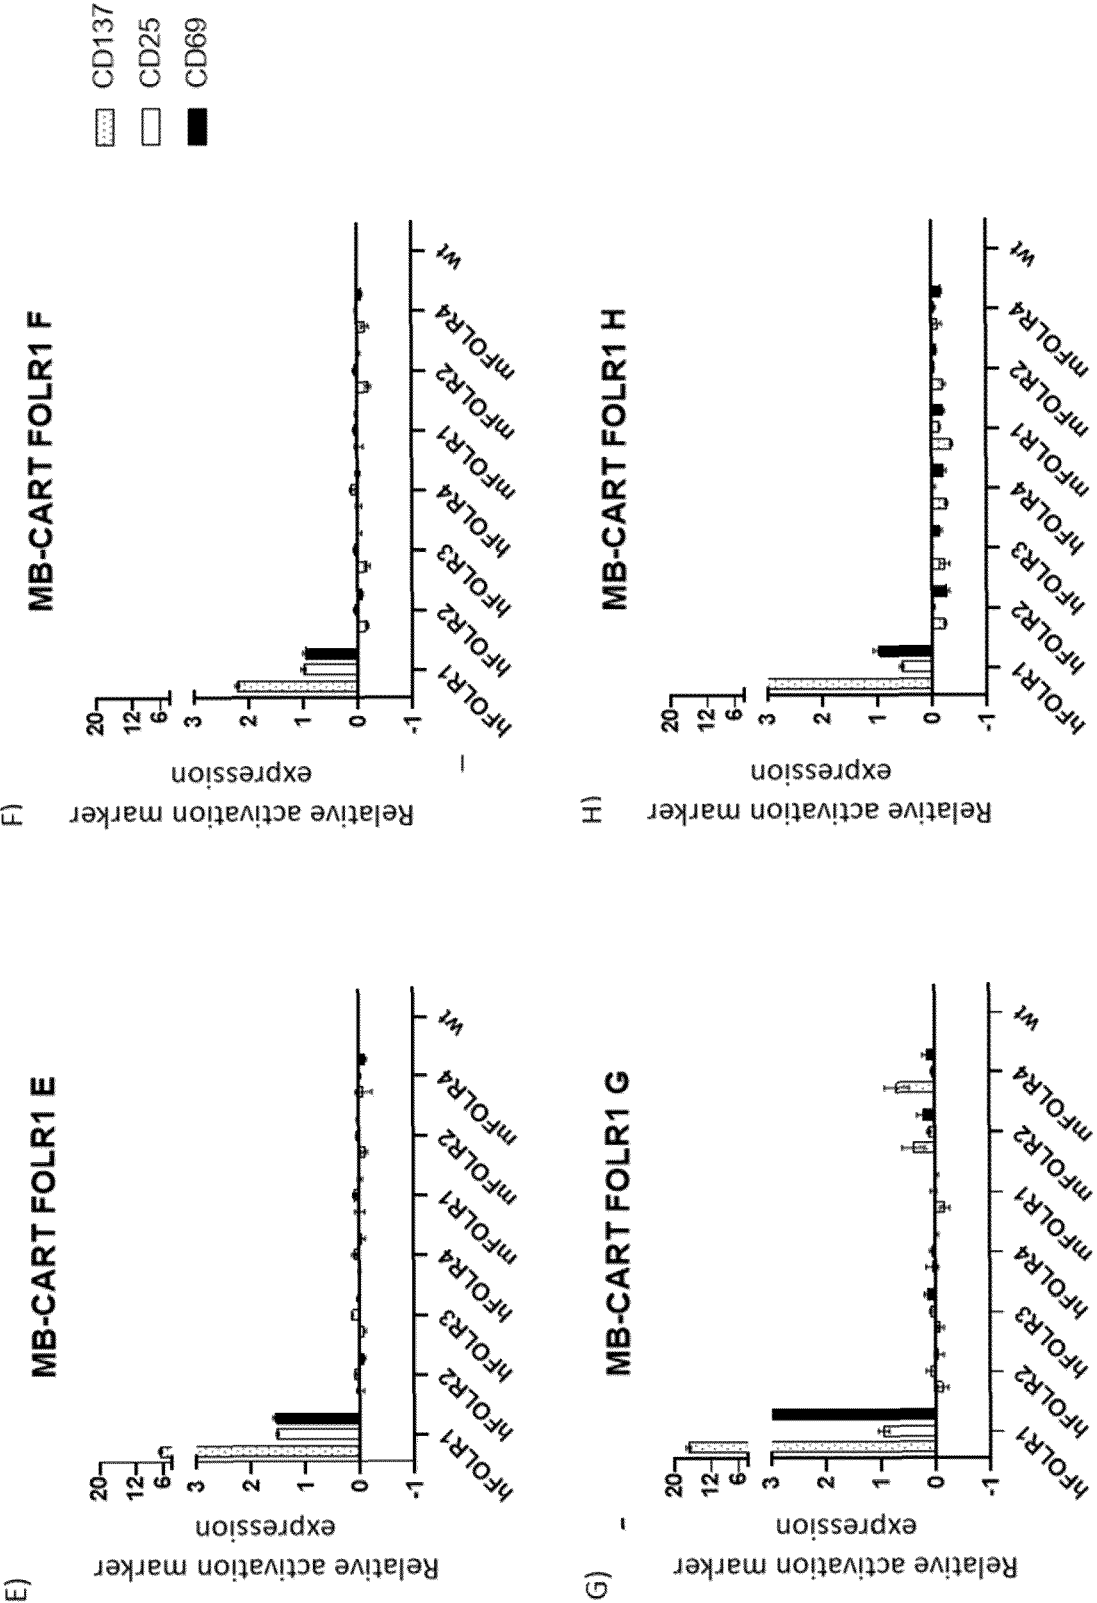 E)
MB-CART FOLR1 E
Relative activation marker
expression
20
12
6
3
2
1
0
-1
hFOLR1
hFOLR2
hFOLR3
hFOLR4
mFOLR1
mFOLR2
mFOLR4
wt
F)
MB-CART FOLR1 F
Relative activation marker
expression
20
12
6
3
2
1
0
-1
hFOLR1
hFOLR2
hFOLR3
hFOLR4
mFOLR1
mFOLR2
mFOLR4
wt
CD137
CD25
CD69
G)
MB-CART FOLR1 G
Relative activation marker
expression
20
12
6
3
2
1
0
-1
hFOLR1
hFOLR2
hFOLR3
hFOLR4
mFOLR1
mFOLR2
mFOLR4
wt
H)
MB-CART FOLR1 H
Relative activation marker
expression
20
12
6
3
2
1
0
-1
hFOLR1
hFOLR2
hFOLR3
hFOLR4
mFOLR1
mFOLR2
mFOLR4
wt